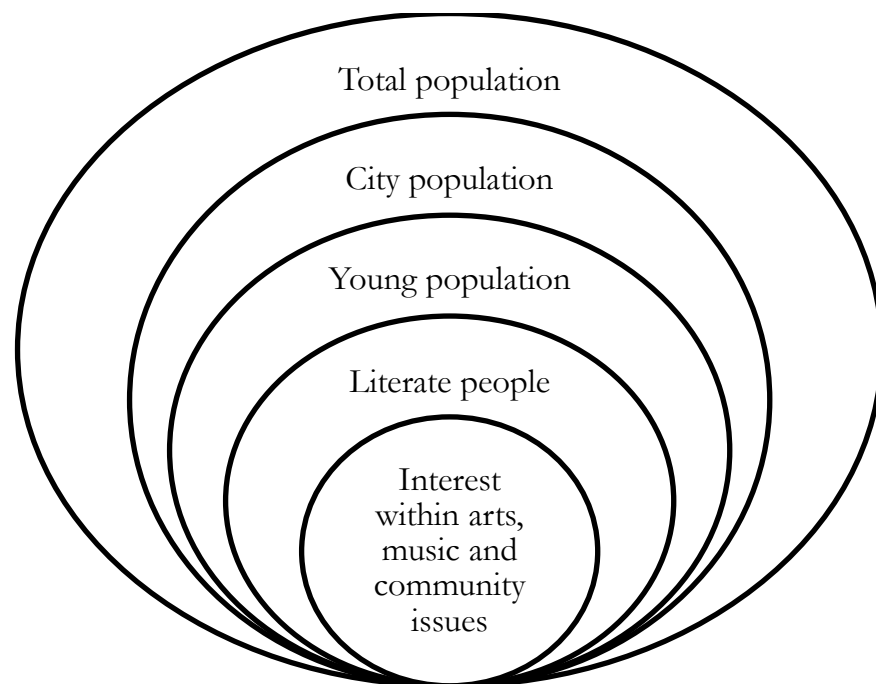 Total population
City population
Young population
Literate people
Interest
within arts,
music and
community
issues